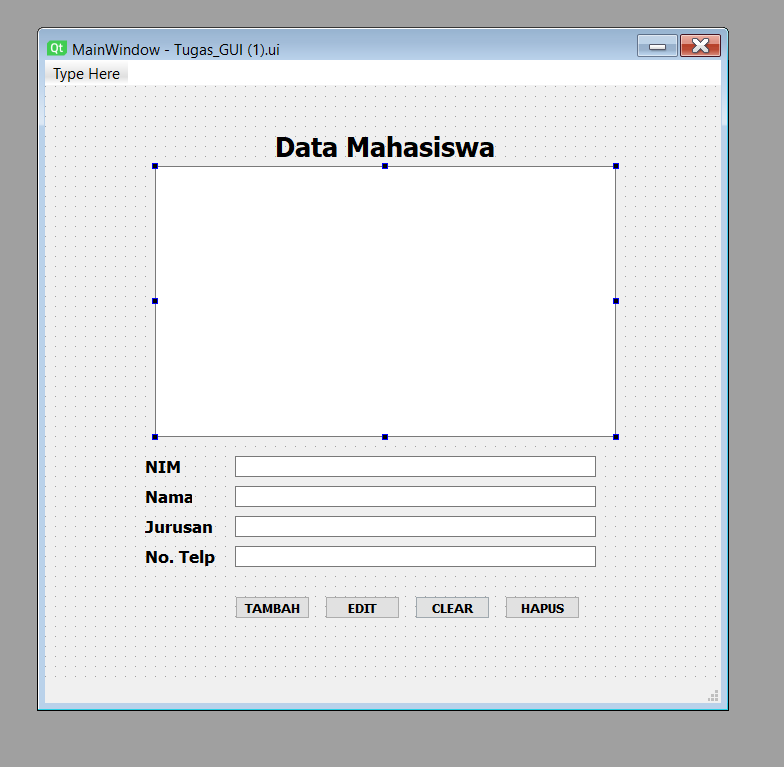 Qt MainWindow - Tugas_GUI (1).ui
Type Here
Data Mahasiswa
NIM
Nama
Jurusan
No. Telp
TAMBAH EDIT CLEAR HAPUS